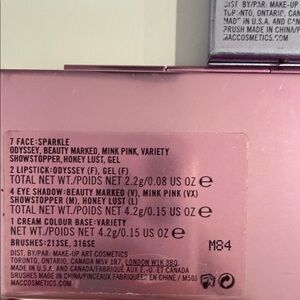 DIST. BY/PAR: MAKE-UP
TORONTO, ONTARIO, CAN
MADE IN U.S.A. AND CAN
BRUSH MADE IN CHINA/P
MACCOSMETICS.COM
7 FACE:SPARKLE
ODYSSEY, BEAUTY MARKED, MINK PINK, VARIETY
SHOWSTOPPER,HONEY LUST, GEL
2 LIPSTICK:ODYSSEY (F), GEL (F)
TOTAL NET WT./POIDS NET 2.2g/0.08 US OZ e
4 EYE SHADOW:BEAUTY MARKED (V), MINK PINK (VX)
SHOWSTOPPER (M), HONEY LUST (L)
TOTAL NET WT./POIDS NET 4.2g/0.15 US OZ e
1 CREAM COLOUR BASE:VARIETY
NET WT./POIDS NET 4.2g/0.15 US OZ e
BRUSHES:213SE, 316SE
DIST. BY/PAR: MAKE-UP ART COSMETICS
TORONTO, ONTARIO, CANADA M5V 1R7, LONDON W1K 3BQ
MADE IN U.S.A. AND CANADA/FABRIQUÉ AUX É.-U. ET CANADA
BRUSHES MADE IN CHINA/PINCEAUX FABRIQUÉS EN CHINE / M50J
MACCOSMETICS.COM
M84